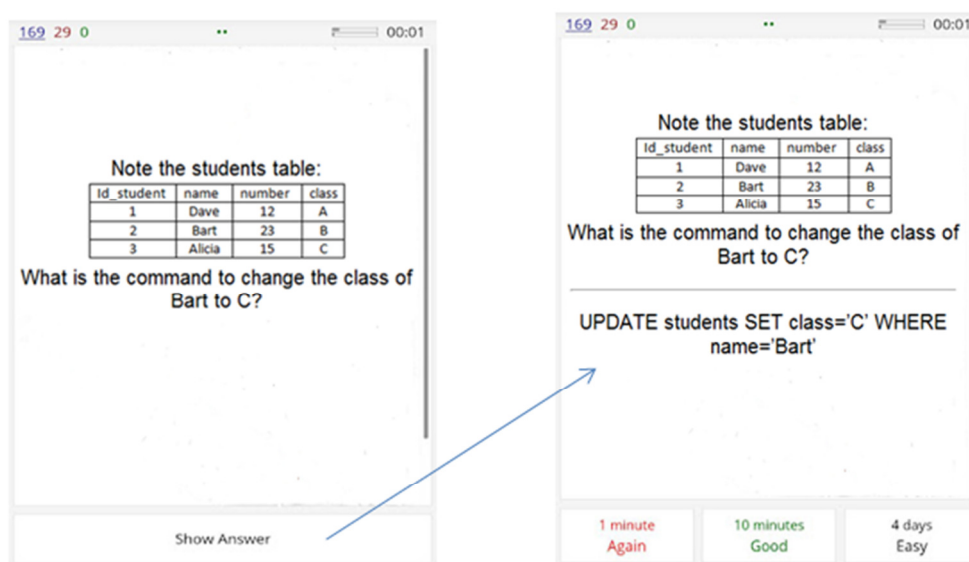 169 29 0 00:01
Note the students table:
Id_student name number class
1 Dave 12 A
2 Bart 23 B
3 Alicia 15 C
What is the command to change the class of
Bart to C?
Show Answer
169 29 0 00:01
Note the students table:
Id_student name number class
1 Dave 12 A
2 Bart 23 B
3 Alicia 15 C
What is the command to change the class of
Bart to C?
UPDATE students SET class='C' WHERE
name='Bart'
1 minute 10 minutes 4 days
Again Good Easy